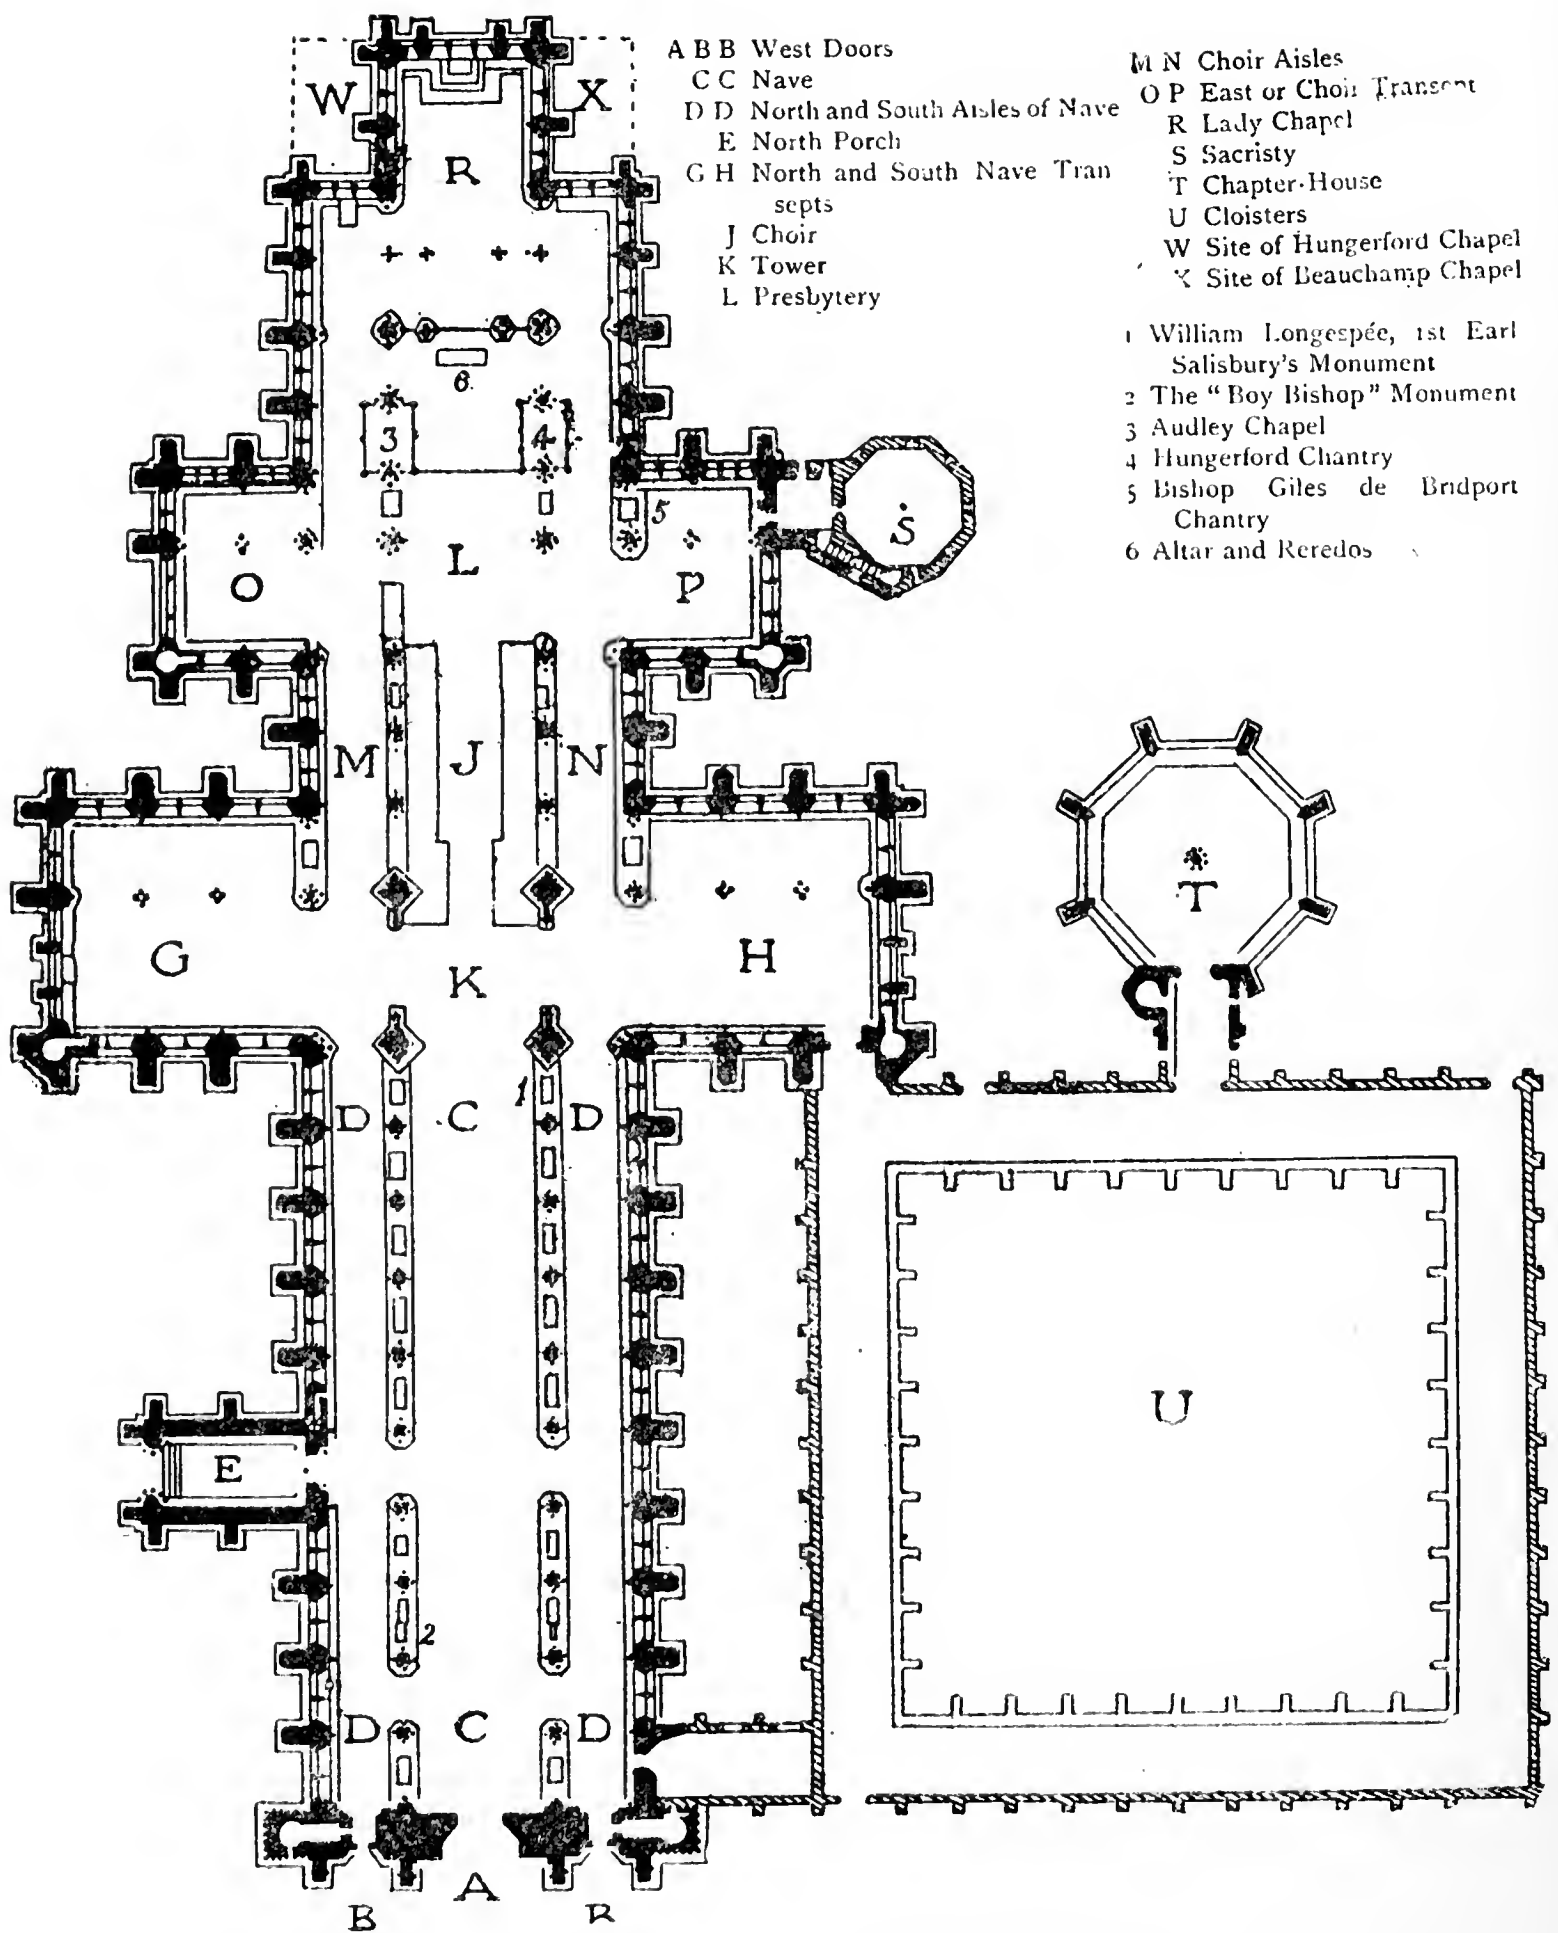 A B B West Doors
C C Nave
D D North and South Aisles of Nave
E North Porch
G H North and South Nave Tran
septs
J Choir
K Tower
L Presbytery
M N Choir Aisles
O P East or Choir Transept
R Lady Chapel
S Sacristy
T Chapter-House
U Cloisters
W Site of Hungerford Chapel
X Site of Beauchamp Chapel
1 William Longespée, 1st Earl
Salisbury's Monument
2 The "Boy Bishop" Monument
3 Audley Chapel
4 Hungerford Chantry
5 Bishop Giles de Bridport
Chantry
6 Altar and Reredos
W
X
R
6.
3
4
5
S
O
L
P
M
J
N
T
G
K
H
1
D
C
D
U
E
2
D
C
D
A
B
B